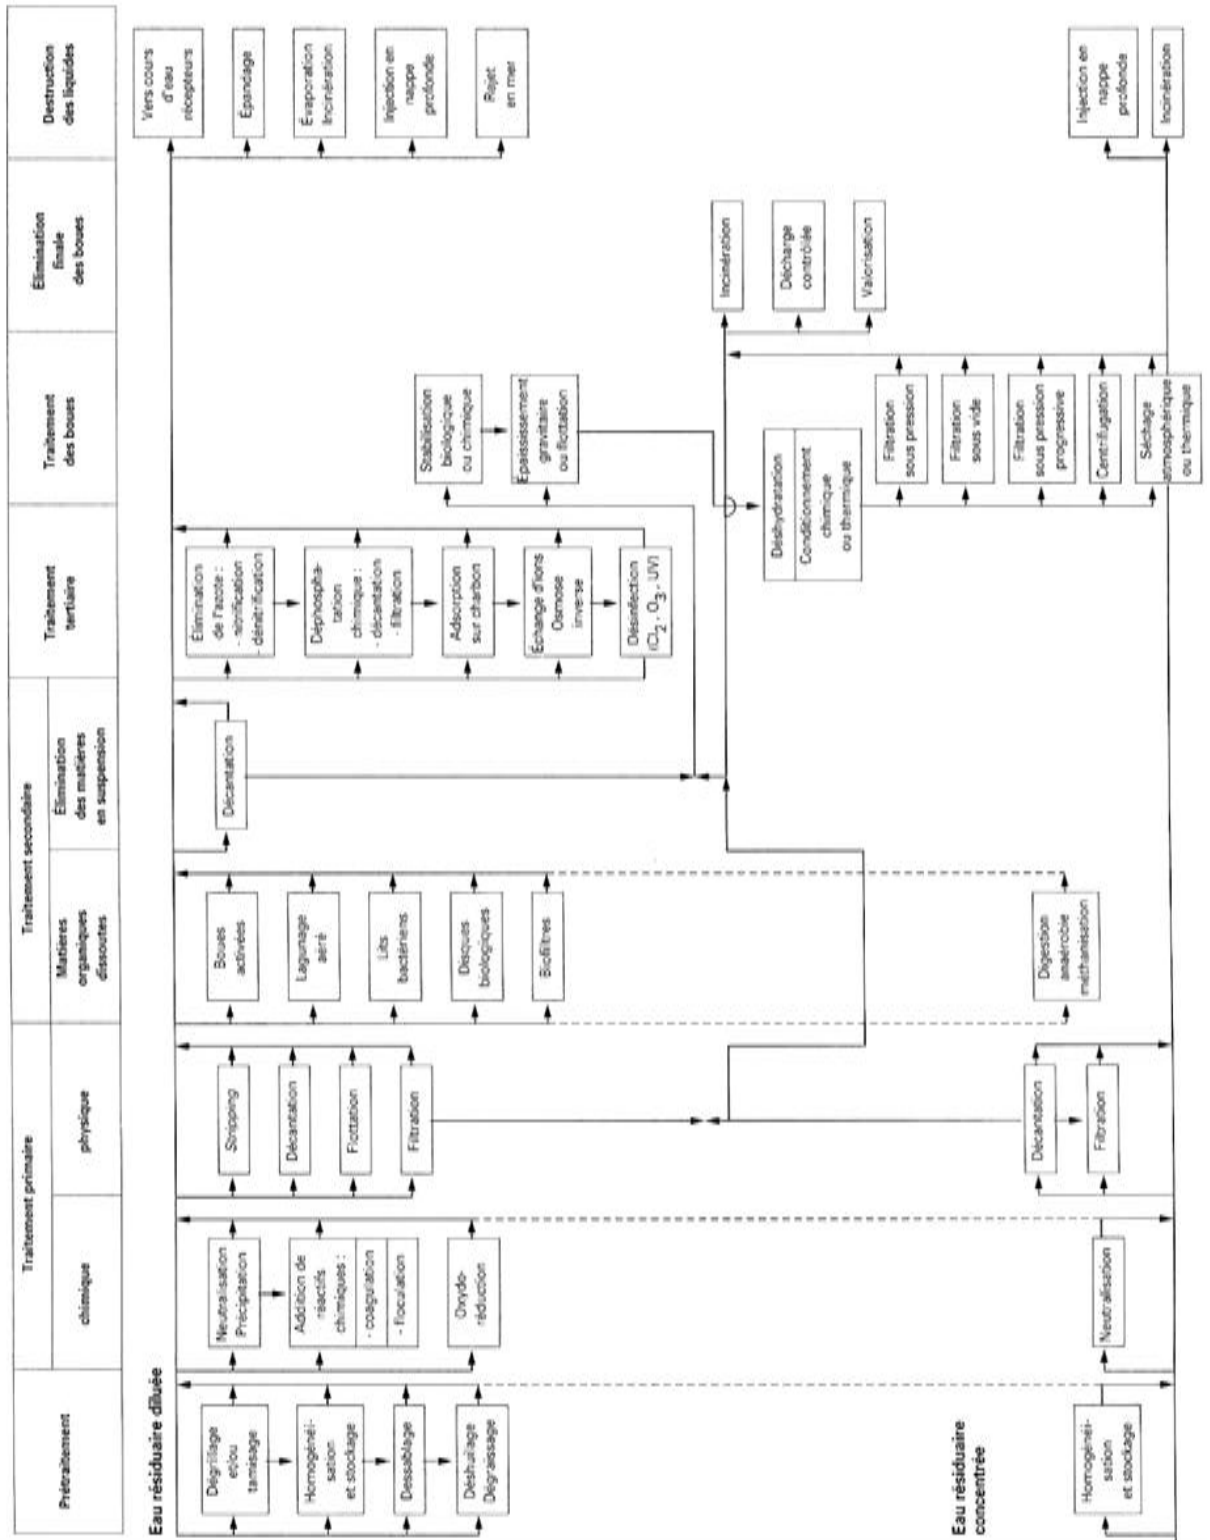 Prétraitement
Traitement primaire
chimique
physique
Traitement secondaire
Matières
organiques
dissoutes
Élimination
des matières
en suspension
Traitement
tertiaire
Traitement
des boues
Élimination
finale
des boues
Destruction
des liquides
Eau résiduaire diluée
Dégrillage
et/ou
tamisage
Homogénéi-
sation
et stockage
Dessablage
Déshuilage
Dégraissage
Neutralisation
Précipitation
Addition de
réactifs
chimiques :
- coagulation
- floculation
Oxydo-
réduction
Stripping
Décantation
Flottation
Filtration
Boues
activées
Lagunage
aéré
Lits
bactériens
Disques
biologiques
Biofiltres
Décantation
Élimination
de l'azote :
- nitrification
- dénitrification
Déphospha-
tation
chimique :
- décantation
- filtration
Adsorption
sur charbon
Échange d'ions
Osmose
inverse
Désinfection
(Cl2, O3, UV)
Stabilisation
biologique
ou chimique
Epaississement
gravitaire
ou flottation
Déshydratation
Conditionnement
chimique
ou thermique
Filtration
sous pression
Filtration
sous vide
Filtration
sous pression
progressive
Centrifugation
Séchage
atmosphérique
ou thermique
Incinération
Décharge
contrôlée
Valorisation
Vers cours
d'eau
récepteurs
Épandage
Évaporation
Incinération
Injection en
nappe
profonde
Rejet
en mer
Eau résiduaire
concentrée
Homogénéi-
sation
et stockage
Neutralisation
Décantation
Filtration
Digestion
anaérobie
méthanisation
Injection en
nappe
profonde
Incinération